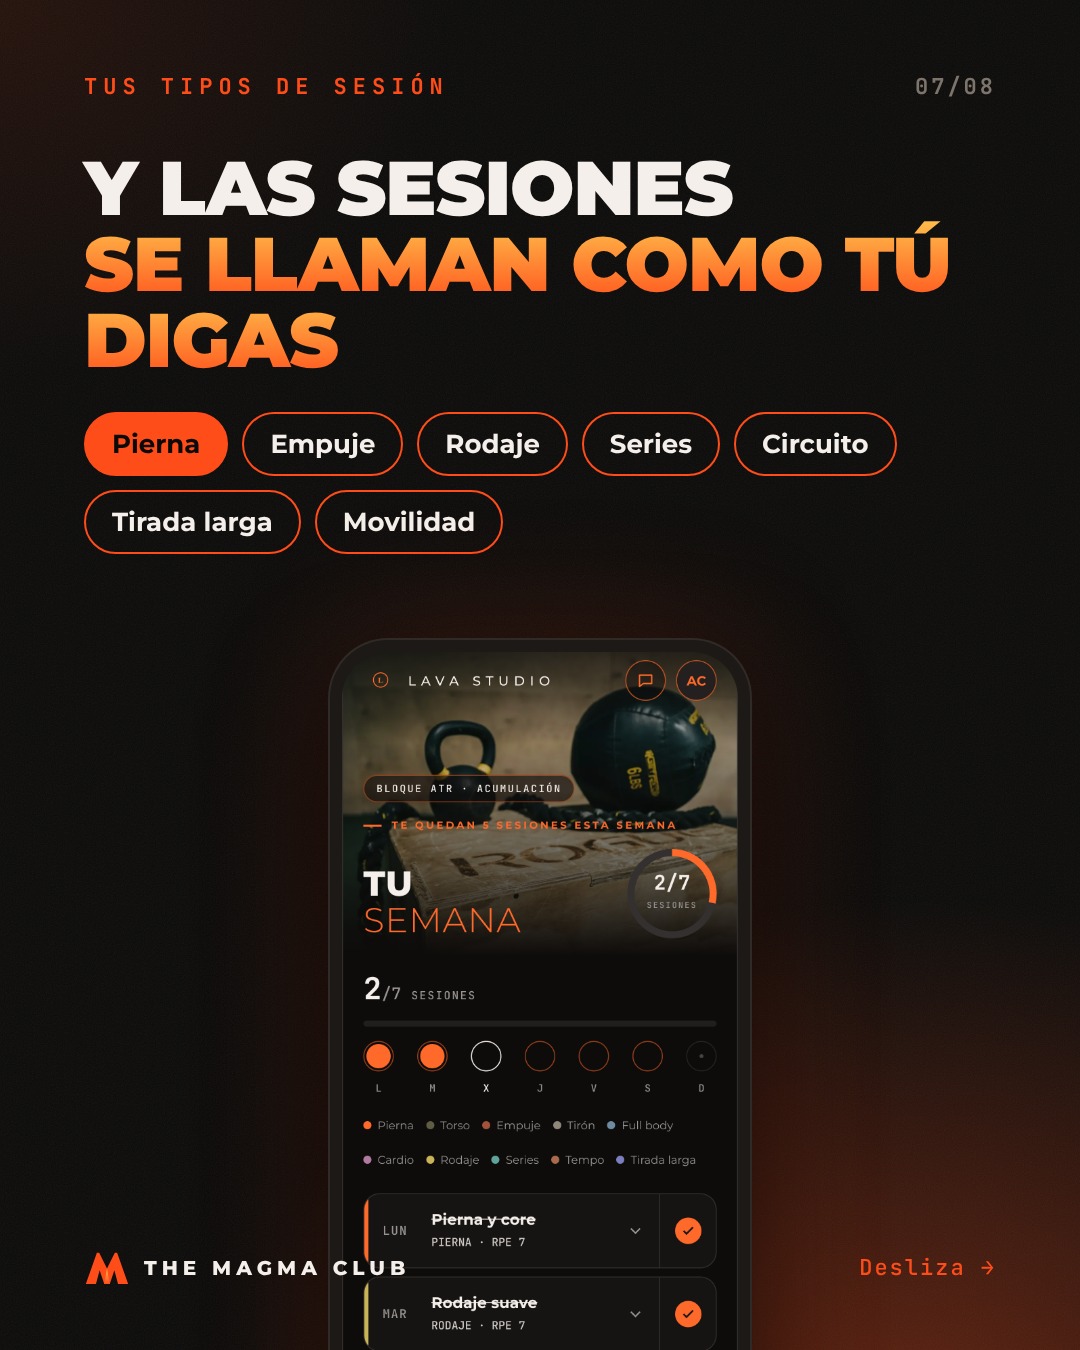 TUS TIPOS DE SESIÓN
07/08
Y LAS SESIONES
SE LLAMAN COMO TÚ
DIGAS
Pierna
Empuje
Rodaje
Series
Circuito
Tirada larga
Movilidad
LAVA STUDIO
AC
6LBS
BLOQUE ATR · ACUMULACIÓN
TE QUEDAN 5 SESIONES ESTA SEMANA
TU
SEMANA
2/7
SESIONES
2/7 SESIONES
L M X J V S D
Pierna Torso Empuje Tirón Full body
Cardio Rodaje Series Tempo Tirada larga
LUN
Pierna y core
PIERNA · RPE 7
MAR
Rodaje suave
RODAJE · RPE 7
THE MAGMA CLUB
Desliza →